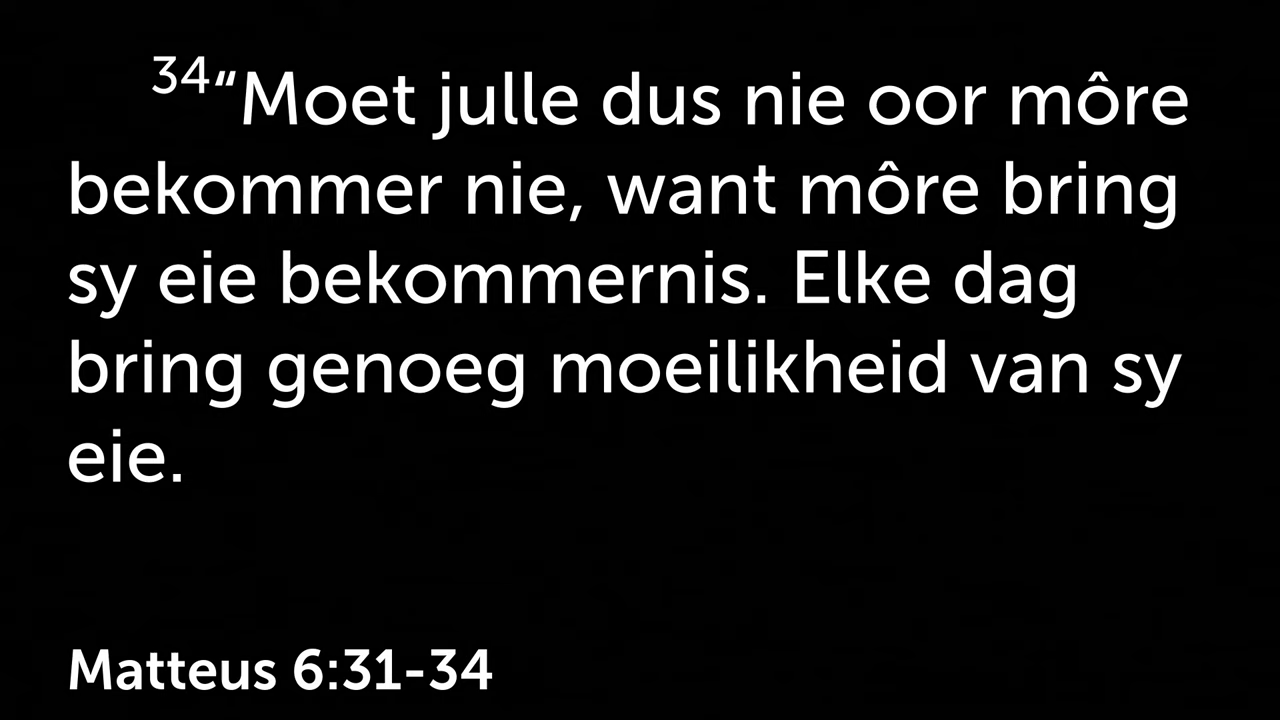 34“Moet julle dus nie oor môre
bekommer nie, want môre bring
sy eie bekommernis. Elke dag
bring genoeg moeilikheid van sy
eie.
Matteus 6:31-34